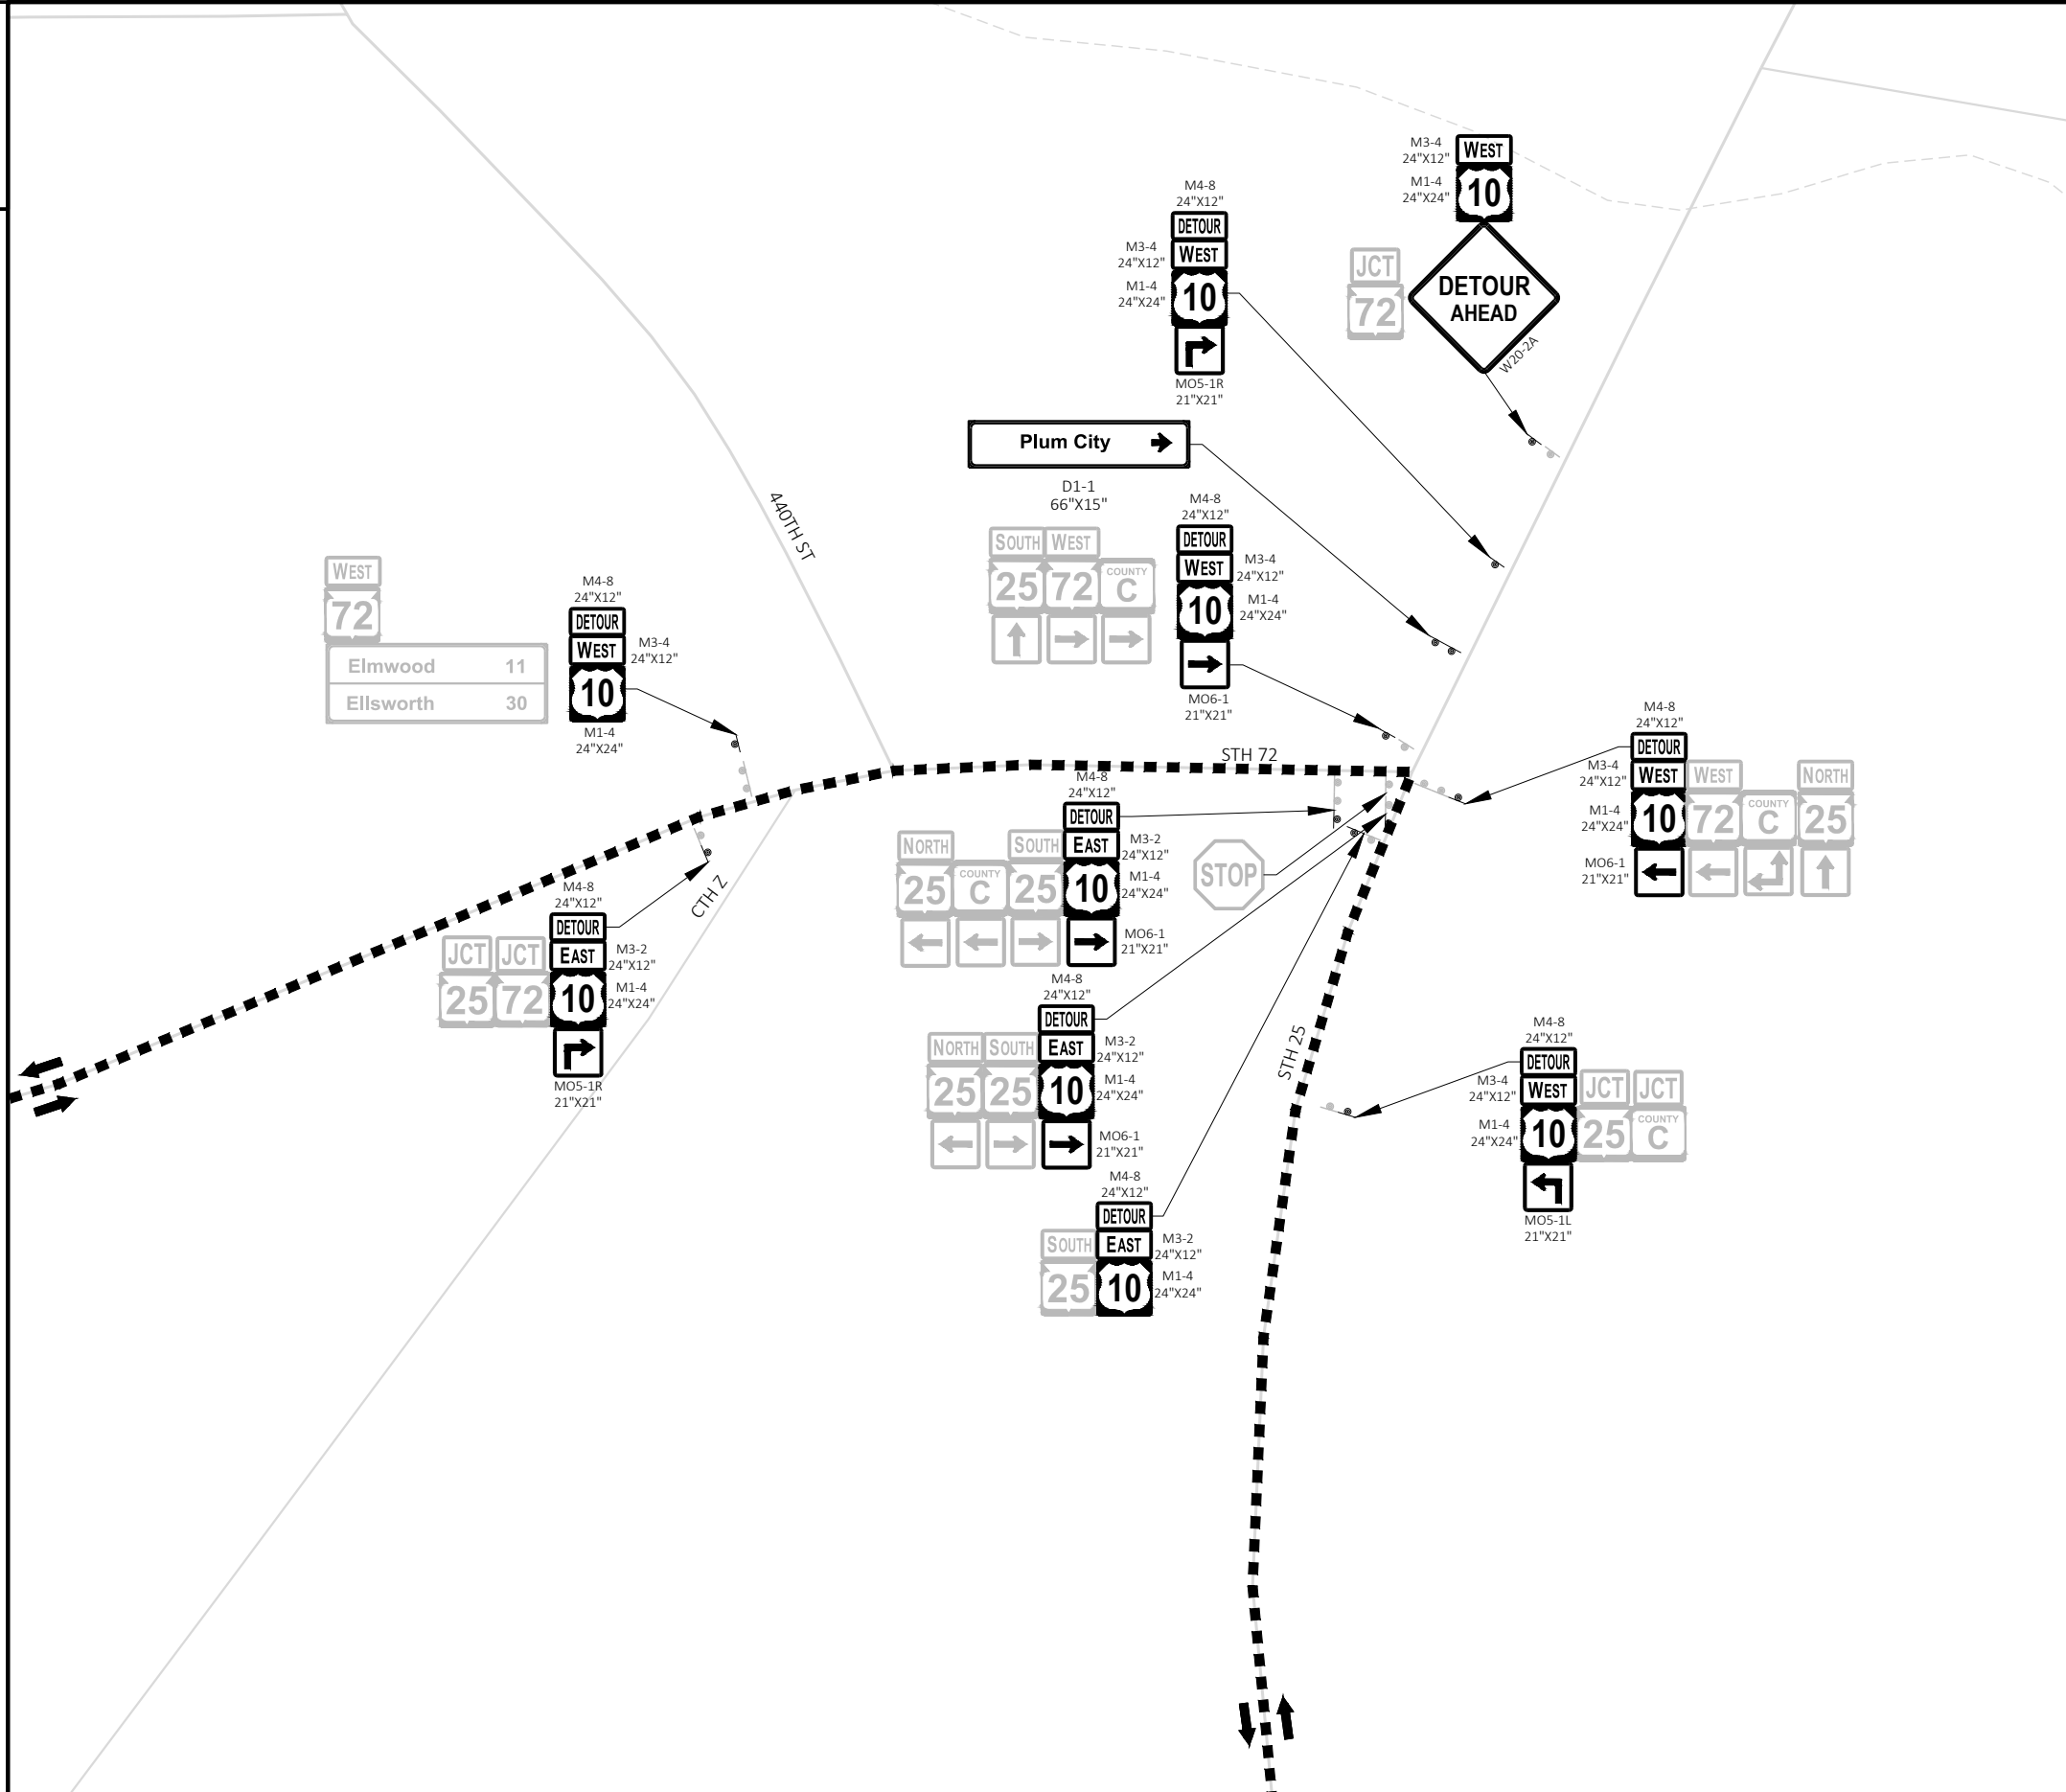 M3-4
24"X12"
WEST
M1-4
24"X24"
10
DETOUR
AHEAD
W20-2A
JCT
72
M4-8
24"X12"
DETOUR
M3-4
24"X12"
WEST
M1-4
24"X24"
10
MO5-1R
21"X21"
Plum City
D1-1
66"X15"
M4-8
24"X12"
DETOUR
SOUTH WEST
WEST
M3-4
24"X12"
25 72 COUNTY C
10
M1-4
24"X24"
MO6-1
21"X21"
440TH ST
WEST
72
Elmwood 11
Ellsworth 30
M4-8
24"X12"
DETOUR
WEST
M3-4
24"X12"
10
M1-4
24"X24"
STH 72
M4-8
24"X12"
DETOUR
M3-4
24"X12"
WEST WEST NORTH
M1-4
24"X24"
10 72 COUNTY C 25
MO6-1
21"X21"
M4-8
24"X12"
DETOUR
NORTH SOUTH EAST
M3-2
24"X12"
25 COUNTY C 25 10
M1-4
24"X24"
MO6-1
21"X21"
STOP
CTH Z
M4-8
24"X12"
DETOUR
JCT JCT EAST
M3-2
24"X12"
25 72 10
M1-4
24"X24"
MO5-1R
21"X21"
M4-8
24"X12"
DETOUR
NORTH SOUTH EAST
M3-2
24"X12"
25 25 10
M1-4
24"X24"
MO6-1
21"X21"
STH 25
M4-8
24"X12"
DETOUR
M3-4
24"X12"
WEST JCT JCT
M1-4
24"X24"
10 25 COUNTY C
MO5-1L
21"X21"
M4-8
24"X12"
DETOUR
SOUTH EAST
M3-2
24"X12"
25 10
M1-4
24"X24"